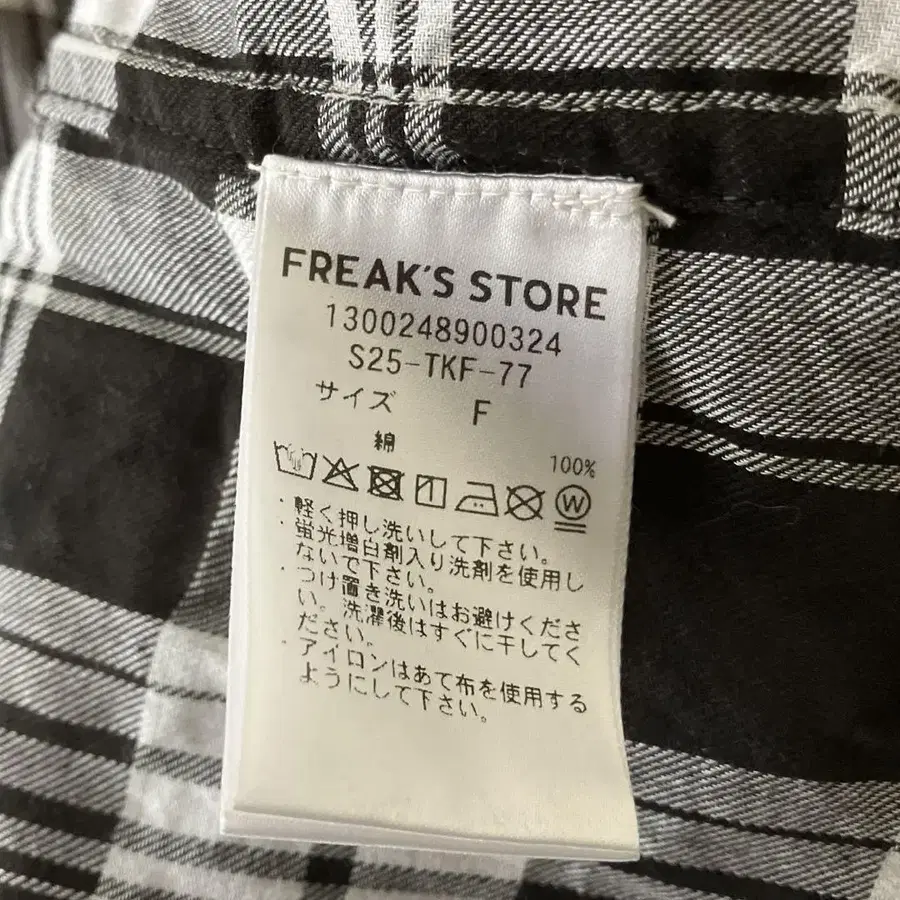 FREAK'S STORE
1300248900324
S25-TKF-77
サイズ F
綿 100%
W
・軽く押し洗いして下さい。
・蛍光増白剤入り洗剤を使用し
ないで下さい。
・つけ置き洗いはお避けくださ
い。洗濯後はすぐに干してく
ださい。
・アイロンはあて布を使用する
ようにして下さい。